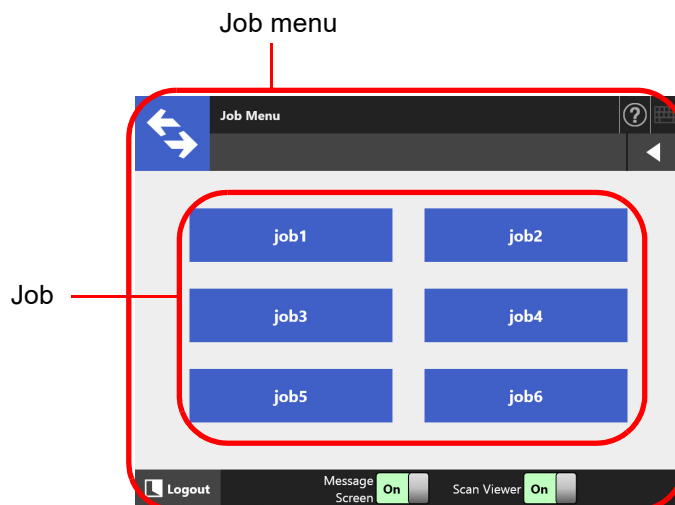 Job menu
Job Menu
?
job1 job2
Job
job3 job4
job5 job6
Logout Message Screen On Scan Viewer On